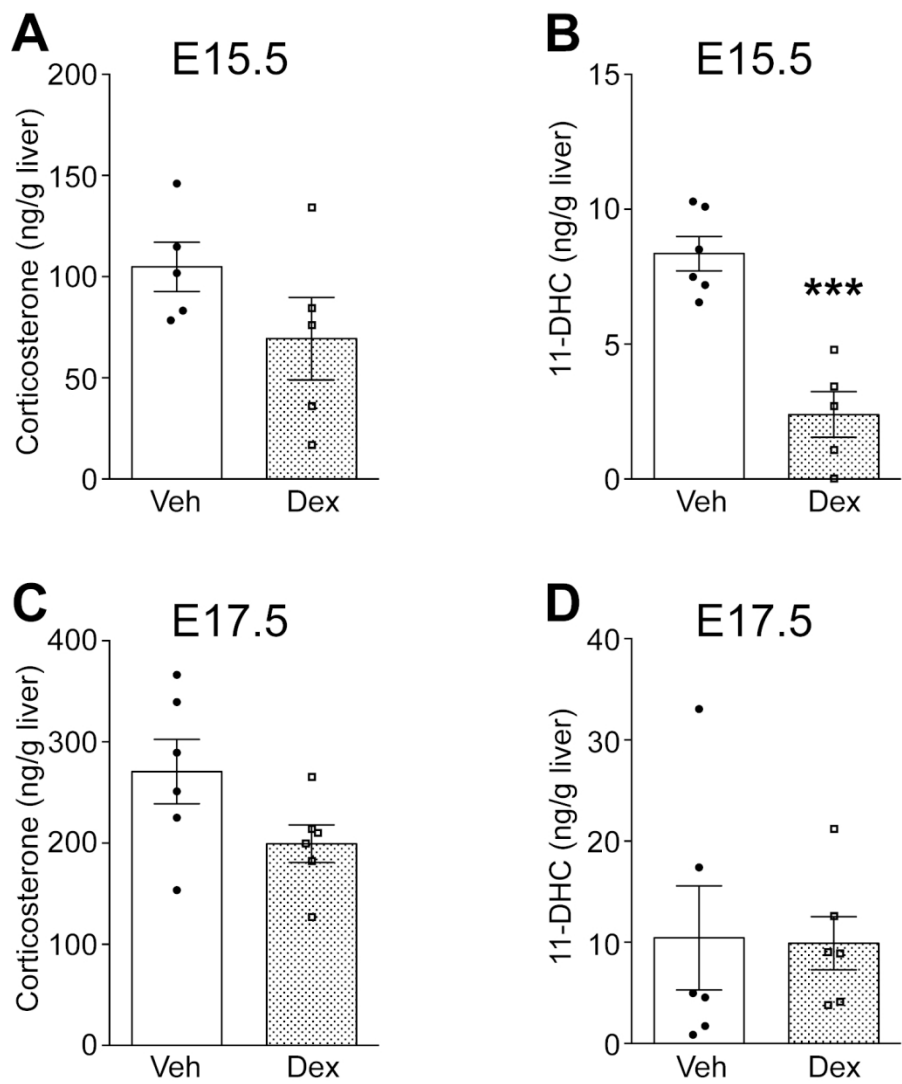 A
E15.5
Corticosterone (ng/g liver)
200
150
100
50
0
Veh
Dex
B
E15.5
11-DHC (ng/g liver)
15
10
5
0
***
Veh
Dex
C
E17.5
Corticosterone (ng/g liver)
400
300
200
100
0
Veh
Dex
D
E17.5
11-DHC (ng/g liver)
40
30
20
10
0
Veh
Dex